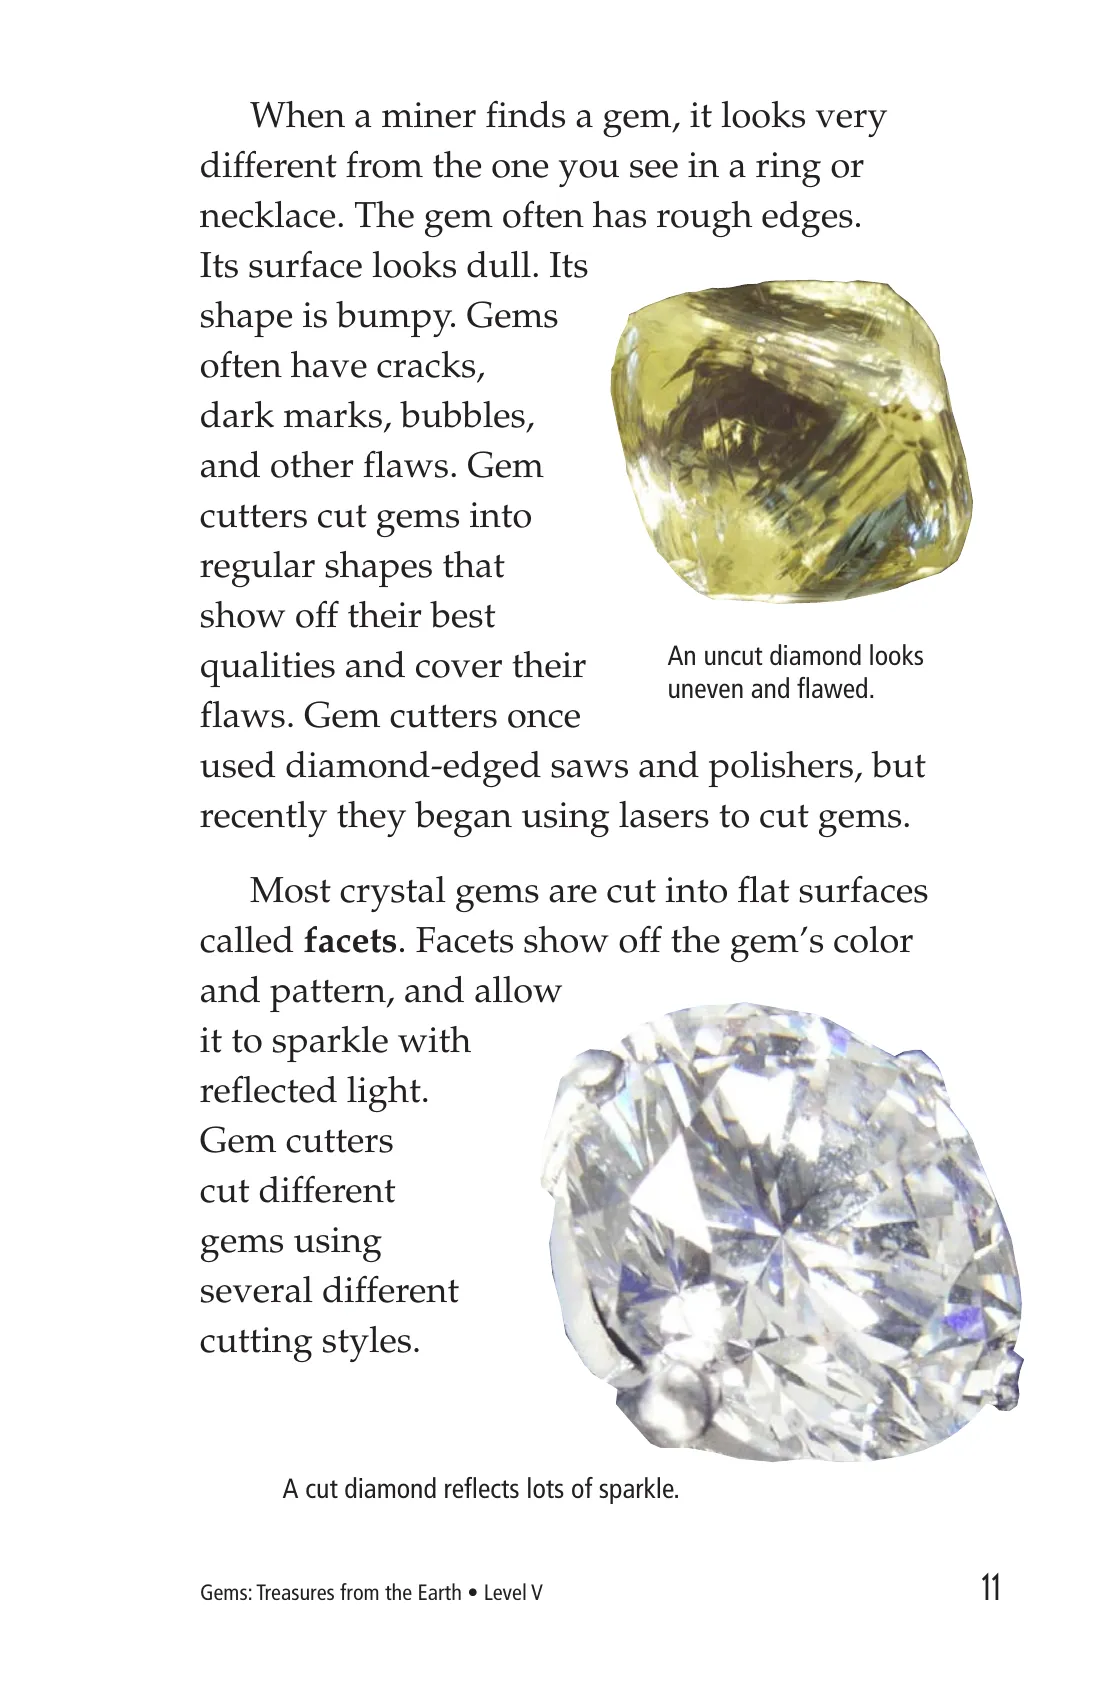 When a miner finds a gem, it looks very
different from the one you see in a ring or
necklace. The gem often has rough edges.
Its surface looks dull. Its
shape is bumpy. Gems
often have cracks,
dark marks, bubbles,
and other flaws. Gem
cutters cut gems into
regular shapes that
show off their best
qualities and cover their
flaws. Gem cutters once
used diamond-edged saws and polishers, but
recently they began using lasers to cut gems.
An uncut diamond looks
uneven and flawed.
Most crystal gems are cut into flat surfaces
called facets. Facets show off the gem’s color
and pattern, and allow
it to sparkle with
reflected light.
Gem cutters
cut different
gems using
several different
cutting styles.
A cut diamond reflects lots of sparkle.
Gems: Treasures from the Earth • Level V
11